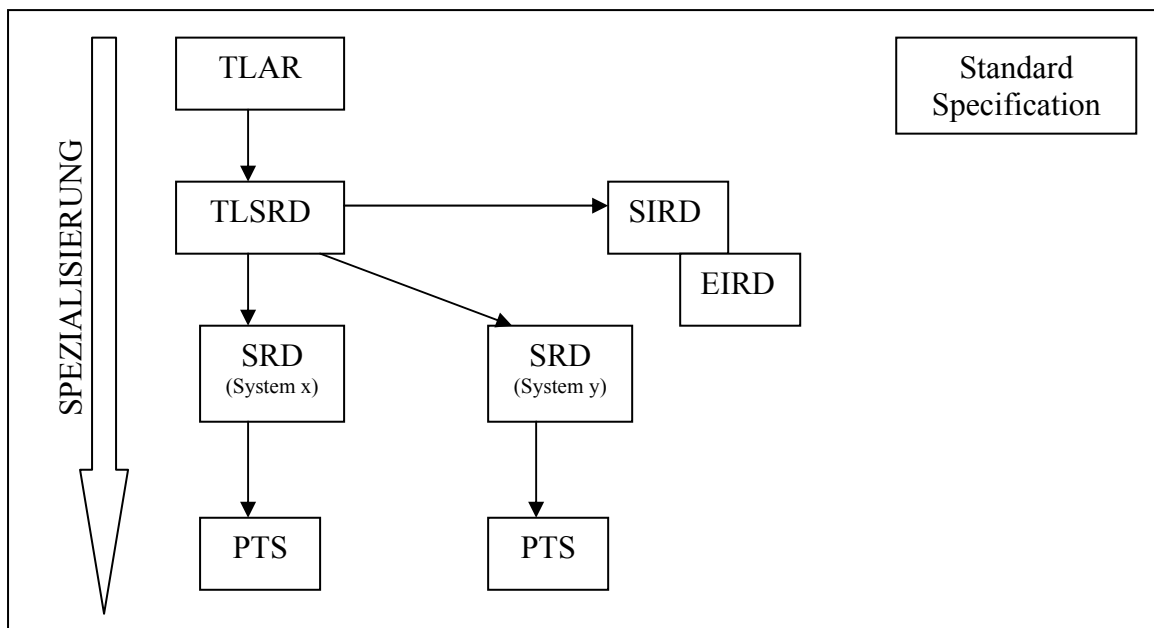 TLAR
Standard
Specification
SPEZIALISIERUNG
TLSRD
SIRD
EIRD
SRD
(System x)
SRD
(System y)
PTS
PTS